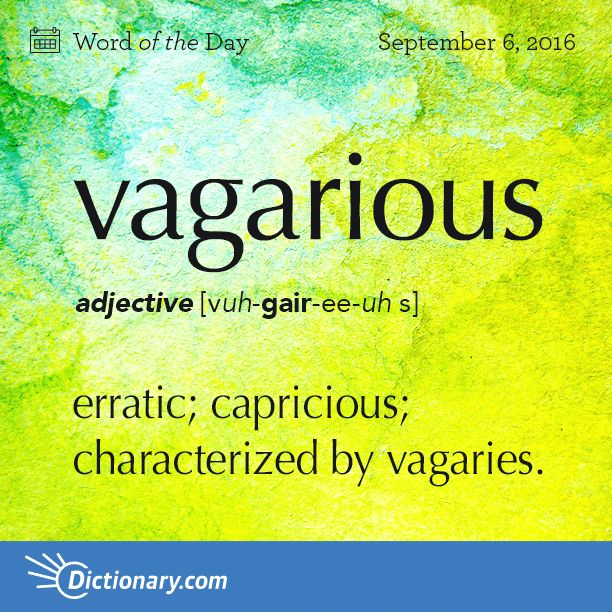 Word of the Day
September 6, 2016
vagarious
adjective [vuh-gair-ee-uh s]
erratic; capricious;
characterized by vagaries.
Dictionary.com